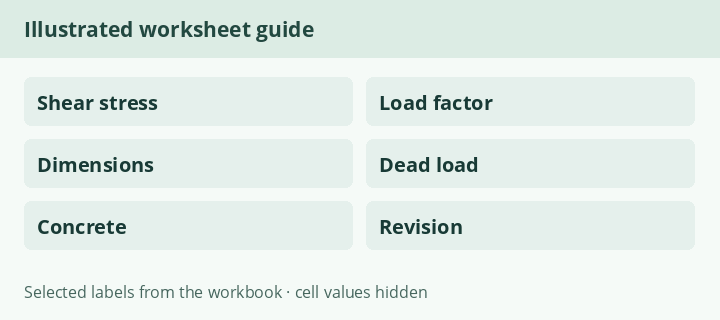 Illustrated worksheet guide
Shear stress
Load factor
Dimensions
Dead load
Concrete
Revision
Selected labels from the workbook · cell values hidden